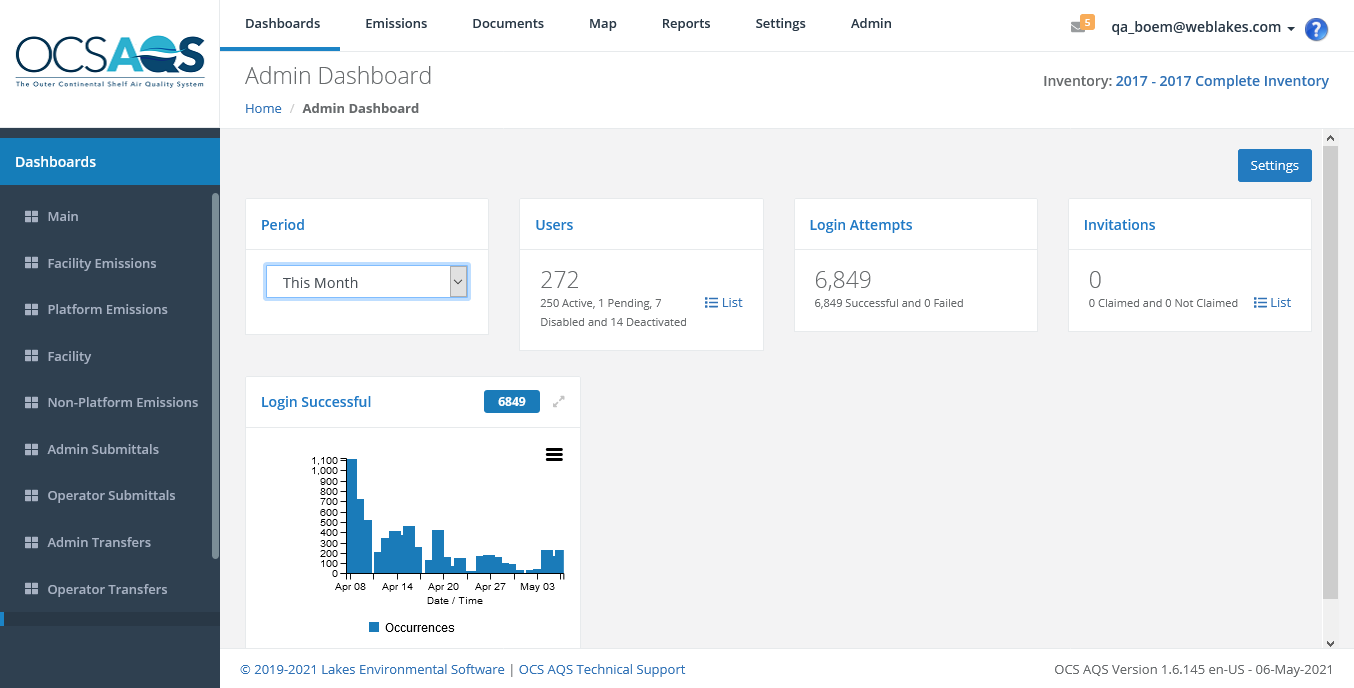 OCSAQS
The Outer Continental Shelf Air Quality System
Dashboards Emissions Documents Map Reports Settings Admin
5
qa_boem@weblakes.com
?
Admin Dashboard
Inventory: 2017 - 2017 Complete Inventory
Home / Admin Dashboard
Dashboards
Main
Facility Emissions
Platform Emissions
Facility
Non-Platform Emissions
Admin Submittals
Operator Submittals
Admin Transfers
Operator Transfers
Settings
Period
This Month
Users
272
250 Active, 1 Pending, 7
Disabled and 14 Deactivated
List
Login Attempts
6,849
6,849 Successful and 0 Failed
Invitations
0
0 Claimed and 0 Not Claimed
List
Login Successful
6849
1,100
1,000
900
800
700
600
500
400
300
200
100
0
Apr 08 Apr 14 Apr 20 Apr 27 May 03
Date / Time
Occurrences
© 2019-2021 Lakes Environmental Software | OCS AQS Technical Support
OCS AQS Version 1.6.145 en-US - 06-May-2021